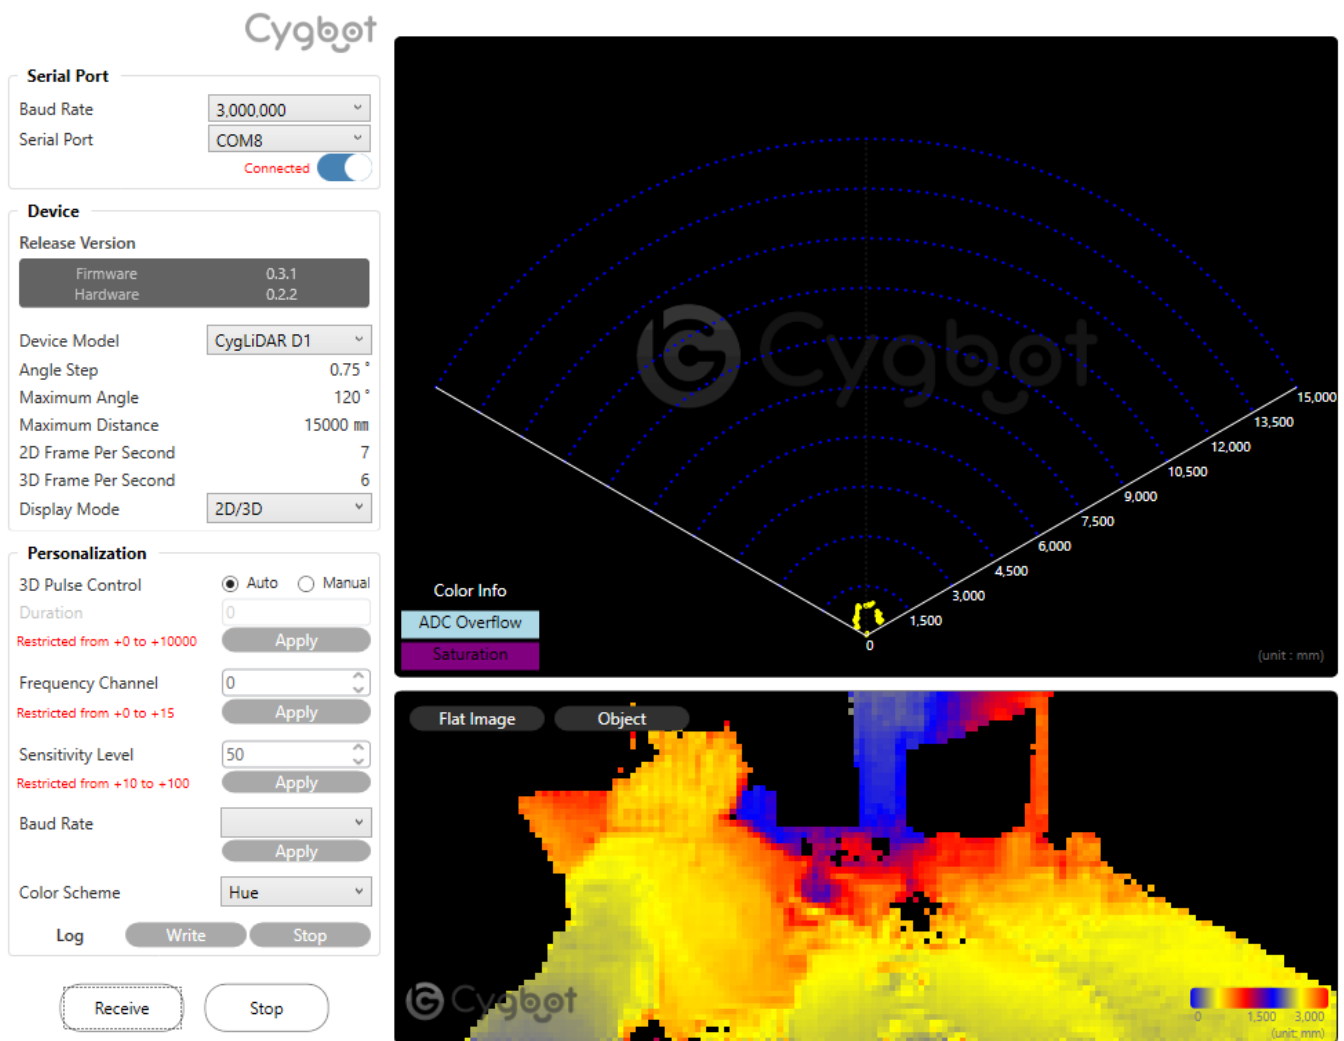 Cygbot
Serial Port
Baud Rate 3,000,000
Serial Port COM8
Connected
Device
Release Version
Firmware 0.3.1
Hardware 0.2.2
Device Model CygLiDAR D1
Angle Step 0.75 °
Maximum Angle 120 °
Maximum Distance 15000 ㎜
2D Frame Per Second 7
3D Frame Per Second 6
Display Mode 2D/3D
Personalization
3D Pulse Control Auto Manual
Duration 0
Restricted from +0 to +10000 Apply
Frequency Channel 0
Restricted from +0 to +15 Apply
Sensitivity Level 50
Restricted from +10 to +100 Apply
Baud Rate
Apply
Color Scheme Hue
Log Write Stop
Receive Stop
Cygbot
15,000
13,500
12,000
10,500
9,000
7,500
6,000
4,500
3,000
1,500
0
Color Info
ADC Overflow
Saturation
(unit : mm)
Flat Image Object
Cygbot
0 1,500 3,000
(unit: mm)